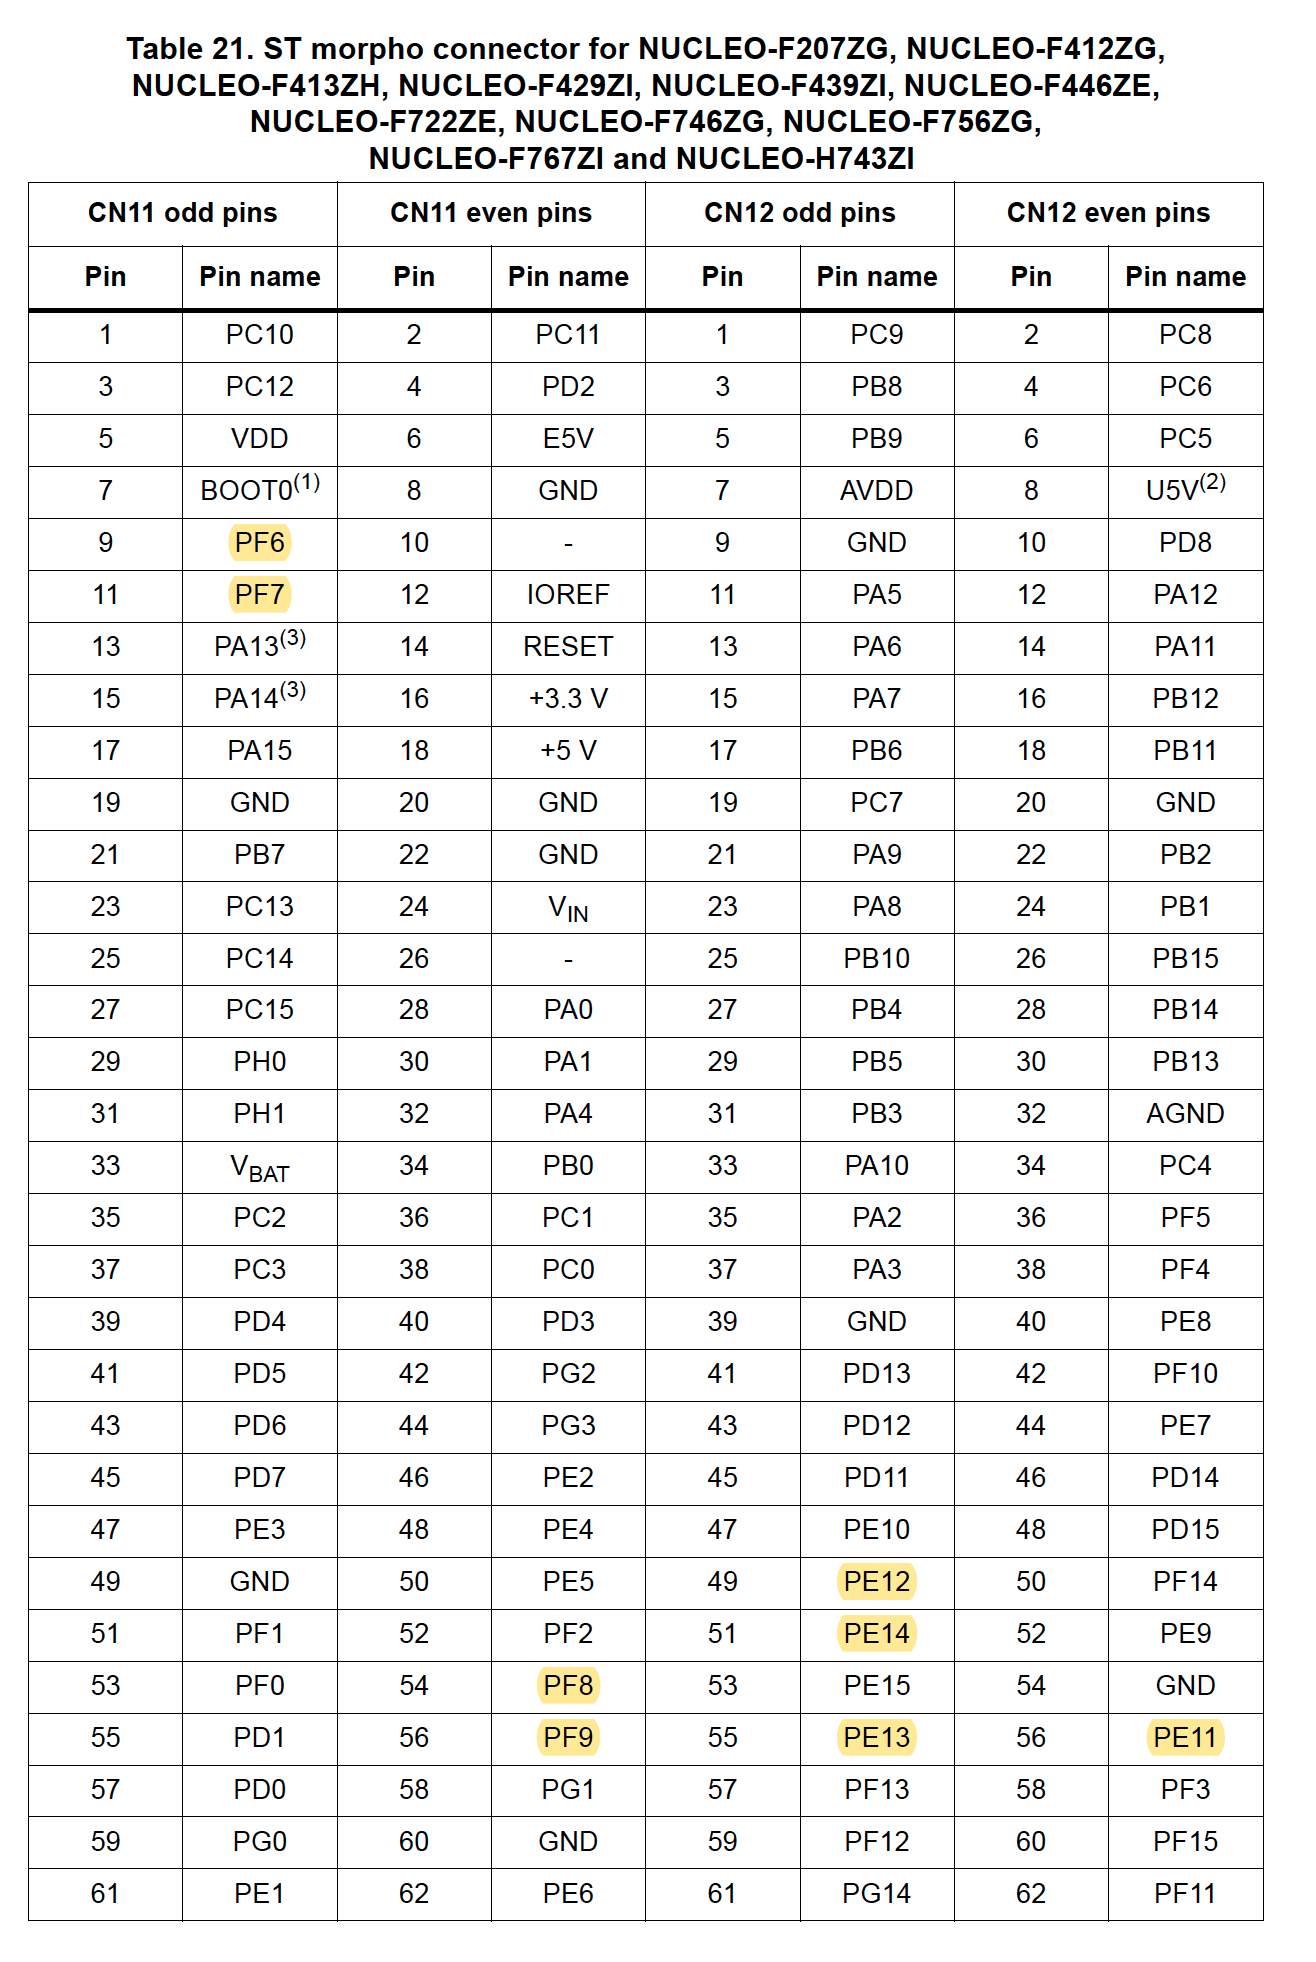 Table 21. ST morpho connector for NUCLEO-F207ZG, NUCLEO-F412ZG,
NUCLEO-F413ZH, NUCLEO-F429ZI, NUCLEO-F439ZI, NUCLEO-F446ZE,
NUCLEO-F722ZE, NUCLEO-F746ZG, NUCLEO-F756ZG,
NUCLEO-F767ZI and NUCLEO-H743ZI
CN11 odd pins CN11 even pins CN12 odd pins CN12 even pins
Pin Pin name Pin Pin name Pin Pin name Pin Pin name
1 PC10 2 PC11 1 PC9 2 PC8
3 PC12 4 PD2 3 PB8 4 PC6
5 VDD 6 E5V 5 PB9 6 PC5
7 BOOT0(1) 8 GND 7 AVDD 8 U5V(2)
9 PF6 10 - 9 GND 10 PD8
11 PF7 12 IOREF 11 PA5 12 PA12
13 PA13(3) 14 RESET 13 PA6 14 PA11
15 PA14(3) 16 +3.3 V 15 PA7 16 PB12
17 PA15 18 +5 V 17 PB6 18 PB11
19 GND 20 GND 19 PC7 20 GND
21 PB7 22 GND 21 PA9 22 PB2
23 PC13 24 VIN 23 PA8 24 PB1
25 PC14 26 - 25 PB10 26 PB15
27 PC15 28 PA0 27 PB4 28 PB14
29 PH0 30 PA1 29 PB5 30 PB13
31 PH1 32 PA4 31 PB3 32 AGND
33 VBAT 34 PB0 33 PA10 34 PC4
35 PC2 36 PC1 35 PA2 36 PF5
37 PC3 38 PC0 37 PA3 38 PF4
39 PD4 40 PD3 39 GND 40 PE8
41 PD5 42 PG2 41 PD13 42 PF10
43 PD6 44 PG3 43 PD12 44 PE7
45 PD7 46 PE2 45 PD11 46 PD14
47 PE3 48 PE4 47 PE10 48 PD15
49 GND 50 PE5 49 PE12 50 PF14
51 PF1 52 PF2 51 PE14 52 PE9
53 PF0 54 PF8 53 PE15 54 GND
55 PD1 56 PF9 55 PE13 56 PE11
57 PD0 58 PG1 57 PF13 58 PF3
59 PG0 60 GND 59 PF12 60 PF15
61 PE1 62 PE6 61 PG14 62 PF11